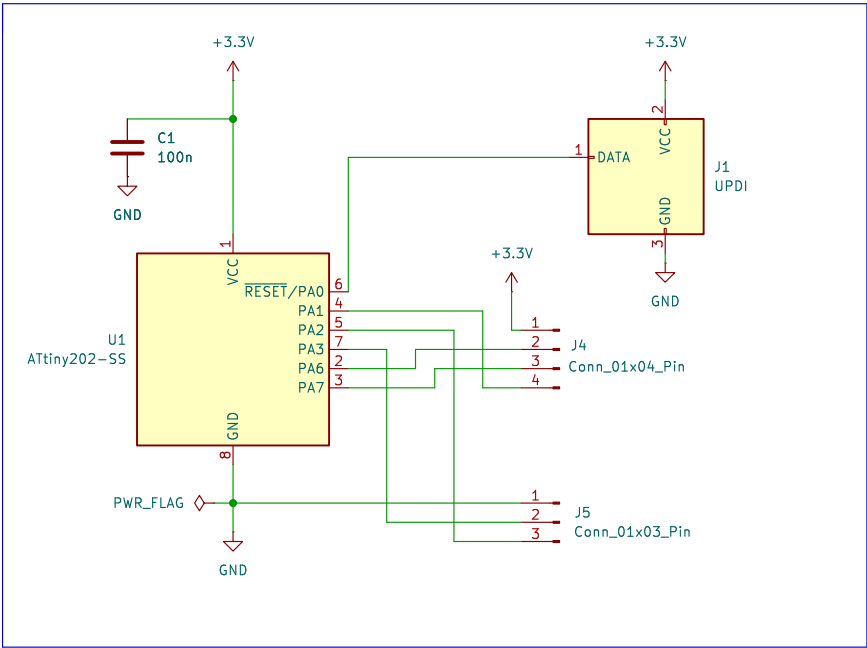 +3.3V
+3.3V
C1
100n
GND
2
VCC
1
DATA
J1
UPDI
GND
3
GND
1
VCC
+3.3V
RESET/PA0
6
PA1
4
PA2
5
PA3
7
PA6
2
PA7
3
U1
ATtiny202-SS
GND
8
1
2
3
4
J4
Conn_01x04_Pin
PWR_FLAG
GND
1
2
3
J5
Conn_01x03_Pin